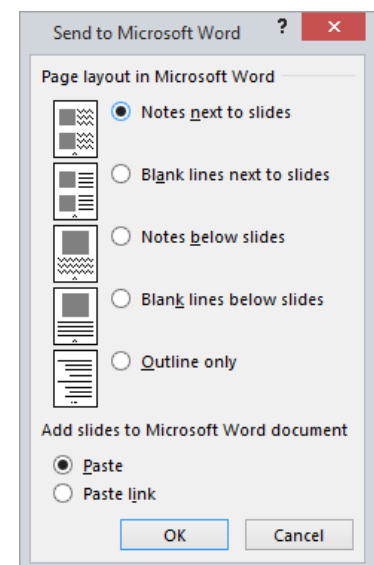 Send to Microsoft Word ? ×
Page layout in Microsoft Word
Notes next to slides
Blank lines next to slides
Notes below slides
Blank lines below slides
Outline only
Add slides to Microsoft Word document
Paste
Paste link
OK Cancel